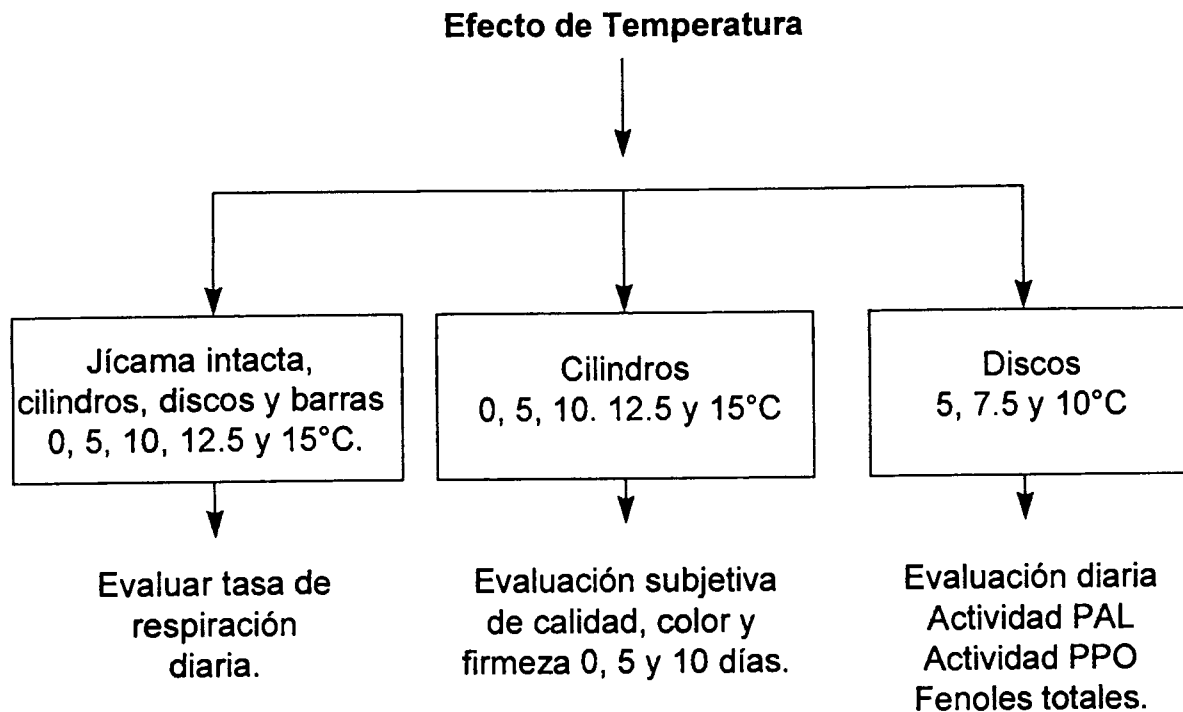 Efecto de Temperatura
Jícama intacta,
cilindros, discos y barras
0, 5, 10, 12.5 y 15°C.
Cilindros
0, 5, 10. 12.5 y 15°C
Discos
5, 7.5 y 10°C
Evaluar tasa de
respiración
diaria.
Evaluación subjetiva
de calidad, color y
firmeza 0, 5 y 10 días.
Evaluación diaria
Actividad PAL
Actividad PPO
Fenoles totales.